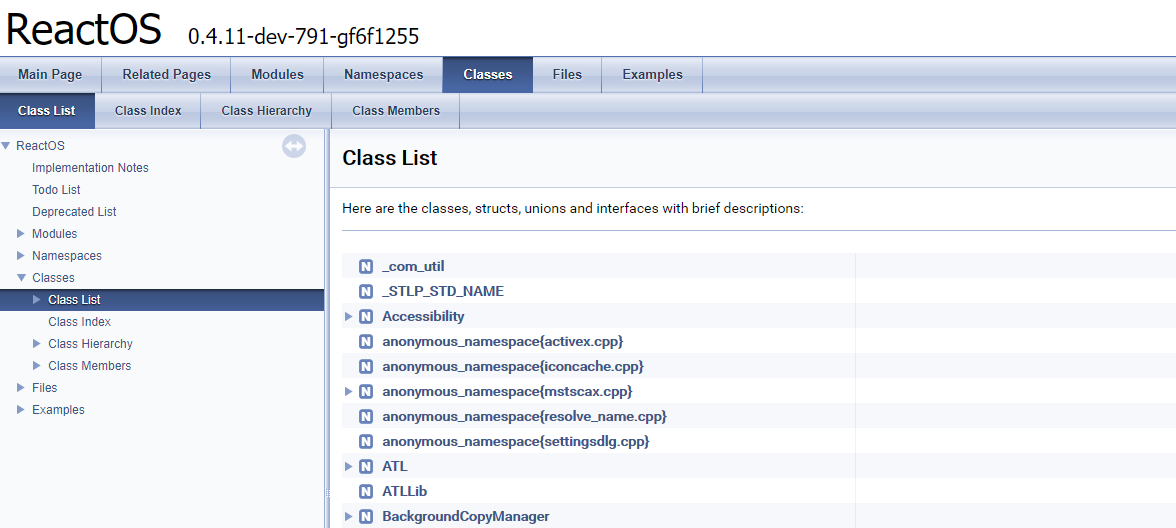 ReactOS 0.4.11-dev-791-gf6f1255
Main Page Related Pages Modules Namespaces Classes Files Examples
Class List Class Index Class Hierarchy Class Members
ReactOS
Implementation Notes
Todo List
Deprecated List
Modules
Namespaces
Classes
Class List
Class Index
Class Hierarchy
Class Members
Files
Examples
Class List
Here are the classes, structs, unions and interfaces with brief descriptions:
N _com_util
N _STLP_STD_NAME
N Accessibility
N anonymous_namespace{activex.cpp}
N anonymous_namespace{iconcache.cpp}
N anonymous_namespace{mstscax.cpp}
N anonymous_namespace{resolve_name.cpp}
N anonymous_namespace{settingsdlg.cpp}
N ATL
N ATLLib
N BackgroundCopyManager